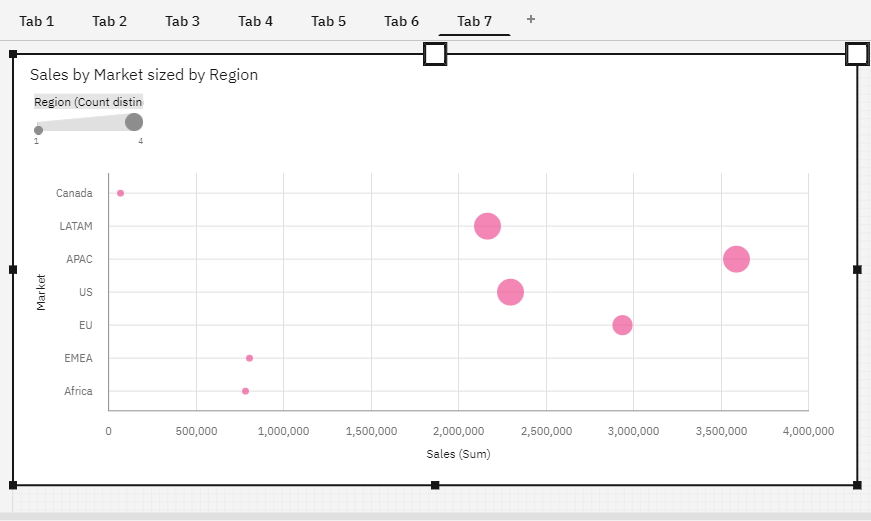 Tab 1 Tab 2 Tab 3 Tab 4 Tab 5 Tab 6 Tab 7 +
Sales by Market sized by Region
Region (Count distin
1 4
Canada
LATAM
APAC
US
EU
EMEA
Africa
Market
0 500,000 1,000,000 1,500,000 2,000,000 2,500,000 3,000,000 3,500,000 4,000,000
Sales (Sum)